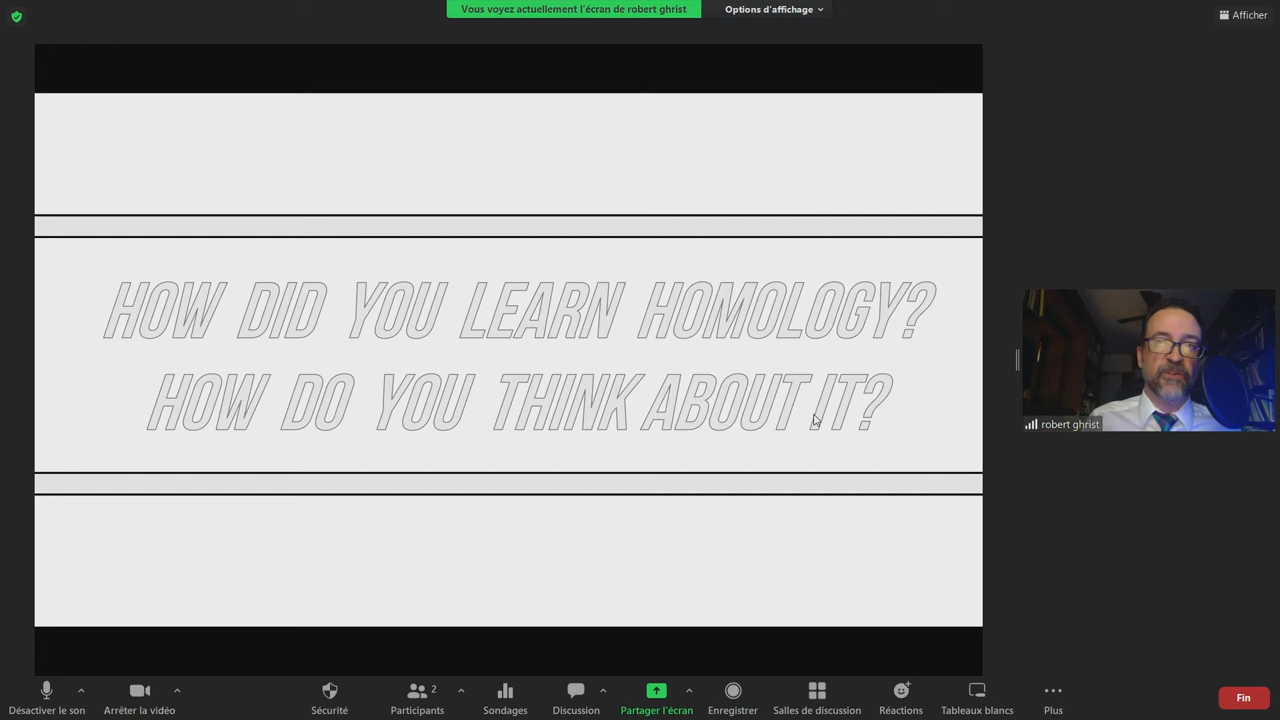 Vous voyez actuellement l'écran de robert ghrist
Options d'affichage
Afficher
HOW DID YOU LEARN HOMOLOGY?
HOW DO YOU THINK ABOUT IT?
robert ghrist
2
Désactiver le son
Arrêter la vidéo
Sécurité
Participants
Sondages
Discussion
Partager l'écran
Enregistrer
Salles de discussion
Réactions
Tableaux blancs
Plus
Fin